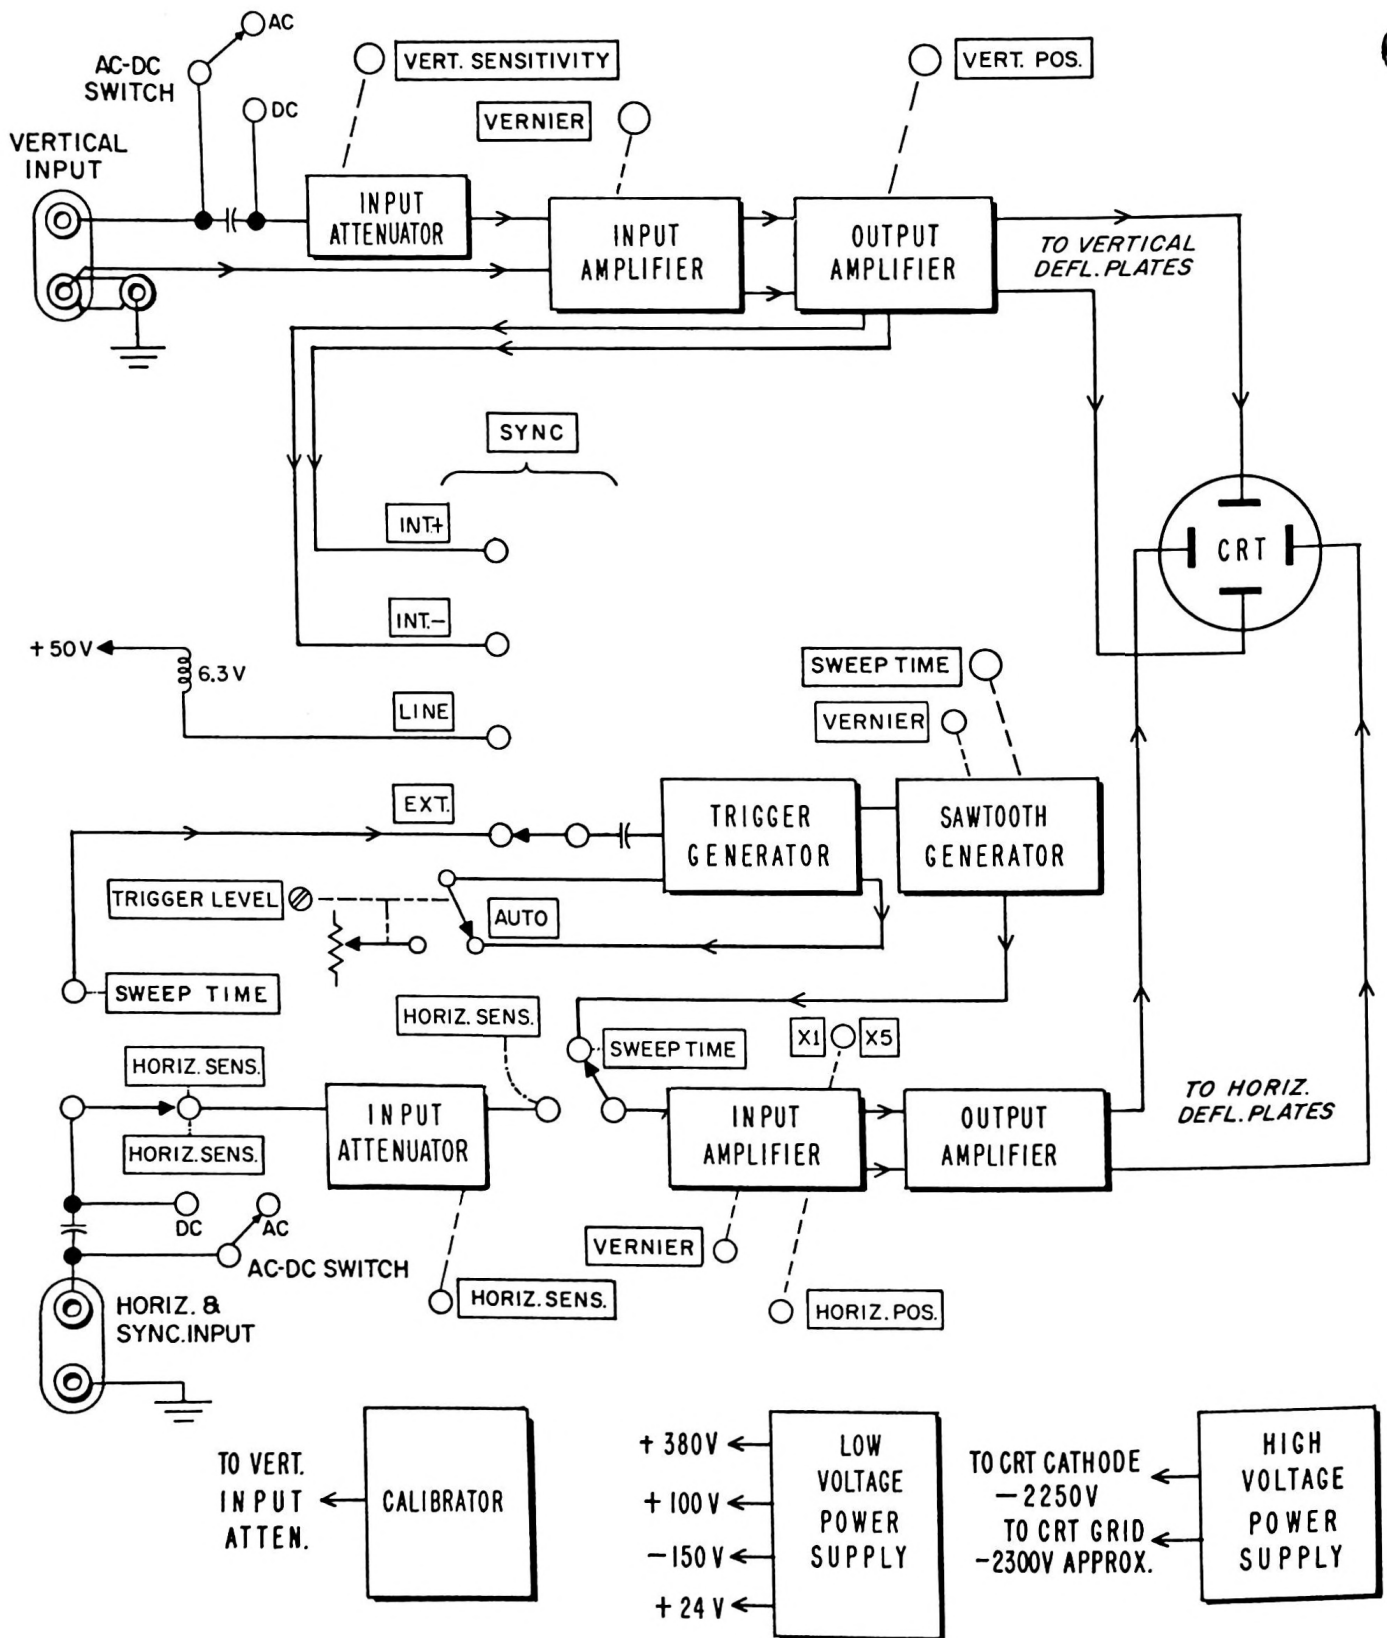 AC
AC-DC
SWITCH
DC
VERTICAL
INPUT
VERT. SENSITIVITY
VERNIER
VERT. POS.
INPUT
ATTENUATOR
INPUT
AMPLIFIER
OUTPUT
AMPLIFIER
TO VERTICAL
DEFL. PLATES
SYNC
INT.+
INT.-
+ 50 V
6.3 V
LINE
EXT.
CRT
SWEEP TIME
VERNIER
TRIGGER
GENERATOR
SAWTOOTH
GENERATOR
TRIGGER LEVEL
AUTO
SWEEP TIME
HORIZ. SENS.
SWEEP TIME
X1
X5
HORIZ. SENS.
HORIZ. SENS.
INPUT
ATTENUATOR
INPUT
AMPLIFIER
OUTPUT
AMPLIFIER
TO HORIZ.
DEFL. PLATES
DC
AC
AC-DC SWITCH
VERNIER
HORIZ. SENS.
HORIZ. POS.
HORIZ. &
SYNC. INPUT
TO VERT.
INPUT
ATTEN.
CALIBRATOR
+ 380V
+ 100 V
-150 V
+ 24 V
LOW
VOLTAGE
POWER
SUPPLY
TO CRT CATHODE
-2250V
TO CRT GRID
-2300V APPROX.
HIGH
VOLTAGE
POWER
SUPPLY